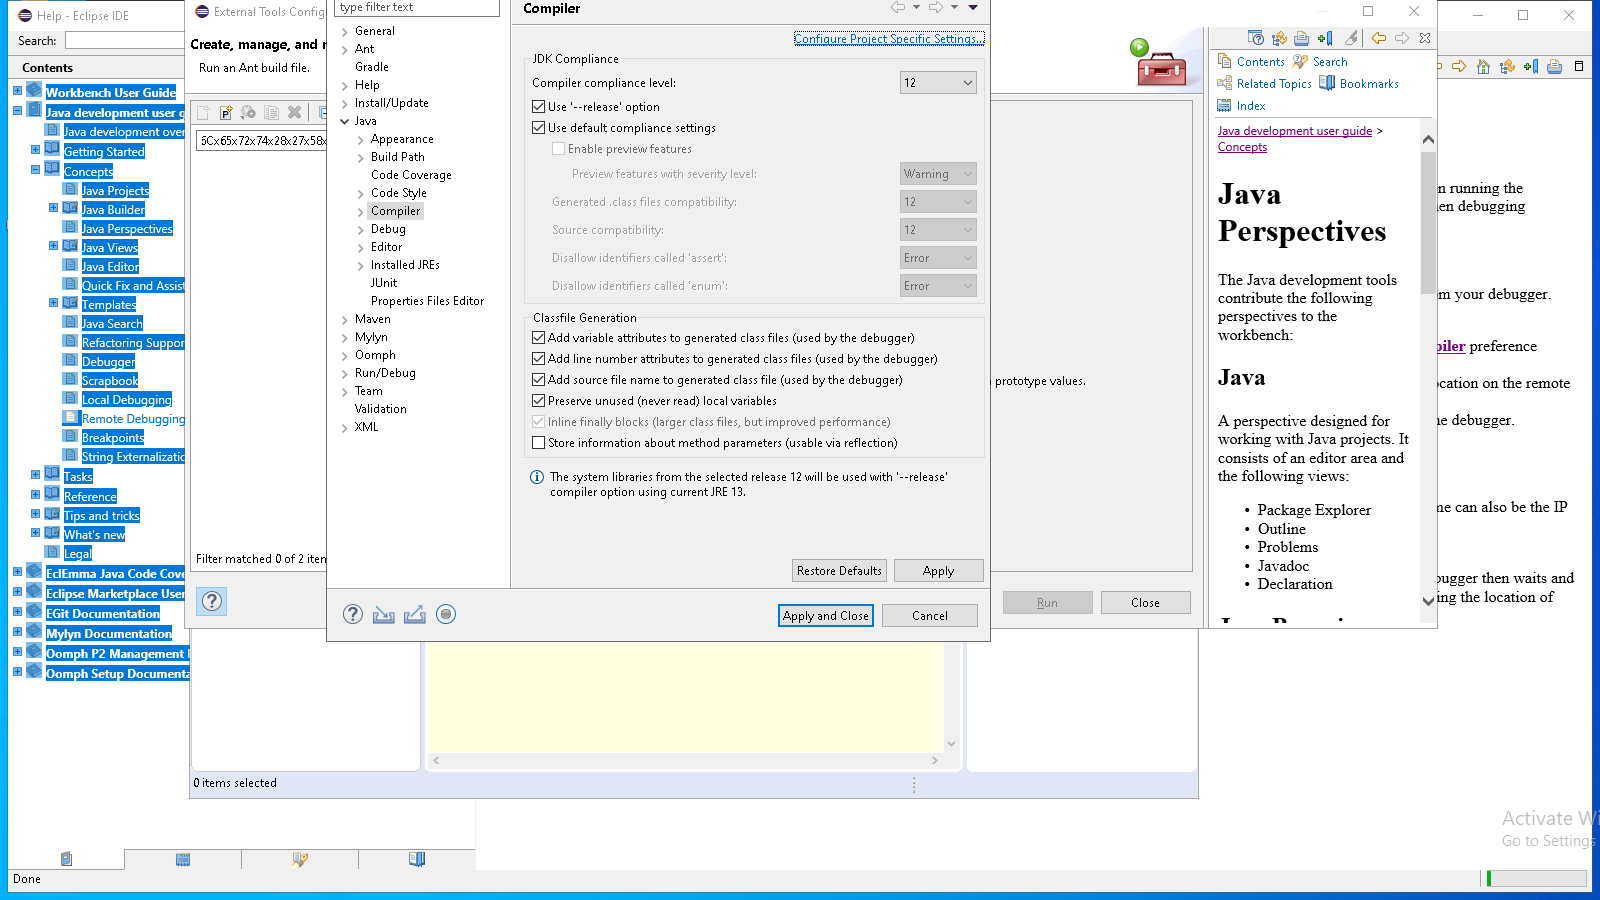 Help - Eclipse IDE
Search:
Contents
Workbench User Guide
Java development user g
Java development over
Getting Started
Concepts
Java Projects
Java Builder
Java Perspectives
Java Views
Java Editor
Quick Fix and Assist
Templates
Java Search
Refactoring Suppor
Debugger
Scrapbook
Local Debugging
Remote Debugging
Breakpoints
String Externalizatio
Tasks
Reference
Tips and tricks
What's new
Legal
EclEmma Java Code Cove
Eclipse Marketplace User
EGit Documentation
Mylyn Documentation
Oomph P2 Management
Oomph Setup Documenta
Done
External Tools Config
Create, manage, and r
Run an Ant build file.
5Cx65x72x74x28x27x58x
Filter matched 0 of 2 item
0 items selected
type filter text
General
Ant
Gradle
Help
Install/Update
Java
Appearance
Build Path
Code Coverage
Code Style
Compiler
Debug
Editor
Installed JREs
JUnit
Properties Files Editor
Maven
Mylyn
Oomph
Run/Debug
Team
Validation
XML
Compiler
Configure Project Specific Settings...
JDK Compliance
Compiler compliance level:
12
Use '--release' option
Use default compliance settings
Enable preview features
Preview features with severity level:
Warning
Generated .class files compatibility:
12
Source compatibility:
12
Disallow identifiers called 'assert':
Error
Disallow identifiers called 'enum':
Error
Classfile Generation
Add variable attributes to generated class files (used by the debugger)
Add line number attributes to generated class files (used by the debugger)
Add source file name to generated class file (used by the debugger)
Preserve unused (never read) local variables
Inline finally blocks (larger class files, but improved performance)
Store information about method parameters (usable via reflection)
The system libraries from the selected release 12 will be used with '--release'
compiler option using current JRE 13.
Restore Defaults
Apply
Apply and Close
Cancel
prototype values.
Run
Close
Contents
Search
Related Topics
Bookmarks
Index
Java development user guide >
Concepts
Java
Perspectives
The Java development tools
contribute the following
perspectives to the
workbench:
Java
A perspective designed for
working with Java projects. It
consists of an editor area and
the following views:
• Package Explorer
• Outline
• Problems
• Javadoc
• Declaration
n running the
en debugging
m your debugger.
piler preference
ocation on the remote
he debugger.
me can also be the IP
bugger then waits and
ing the location of
Activate Wi
Go to Settings